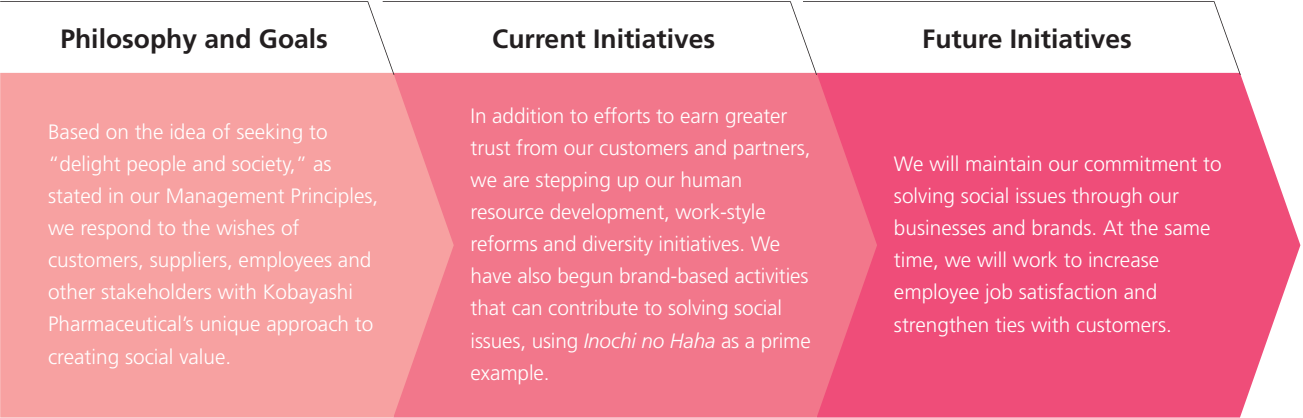 Philosophy and Goals
Based on the idea of seeking to
“delight people and society,” as
stated in our Management Principles,
we respond to the wishes of
customers, suppliers, employees and
other stakeholders with Kobayashi
Pharmaceutical’s unique approach to
creating social value.
Current Initiatives
In addition to efforts to earn greater
trust from our customers and partners,
we are stepping up our human
resource development, work-style
reforms and diversity initiatives. We
have also begun brand-based activities
that can contribute to solving social
issues, using Inochi no Haha as a prime
example.
Future Initiatives
We will maintain our commitment to
solving social issues through our
businesses and brands. At the same
time, we will work to increase
employee job satisfaction and
strengthen ties with customers.